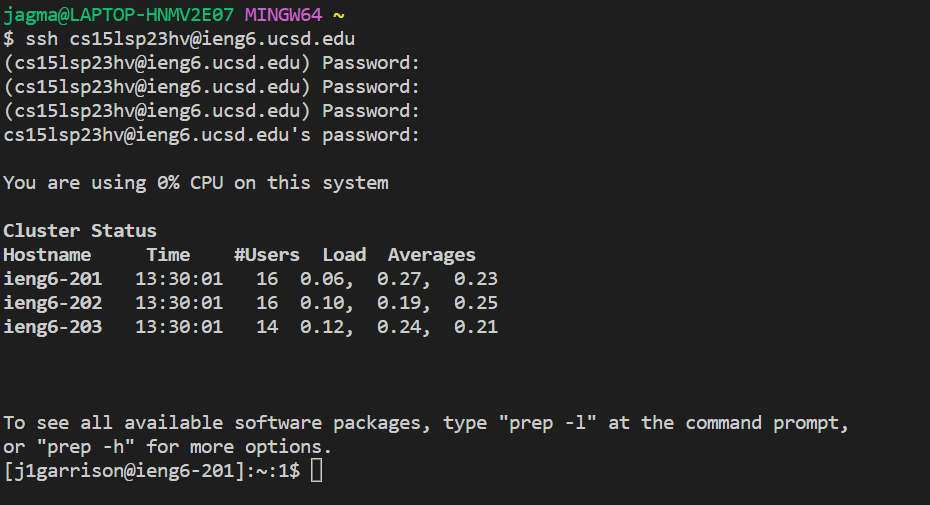 jagma@LAPTOP-HNMV2E07 MINGW64 ~
$ ssh cs15lsp23hv@ieng6.ucsd.edu
(cs15lsp23hv@ieng6.ucsd.edu) Password:
(cs15lsp23hv@ieng6.ucsd.edu) Password:
(cs15lsp23hv@ieng6.ucsd.edu) Password:
cs15lsp23hv@ieng6.ucsd.edu's password:
You are using 0% CPU on this system
Cluster Status
Hostname     Time    #Users  Load  Averages
ieng6-201   13:30:01   16  0.06,  0.27,  0.23
ieng6-202   13:30:01   16  0.10,  0.19,  0.25
ieng6-203   13:30:01   14  0.12,  0.24,  0.21
To see all available software packages, type "prep -l" at the command prompt,
or "prep -h" for more options.
[j1garrison@ieng6-201]:~:1$